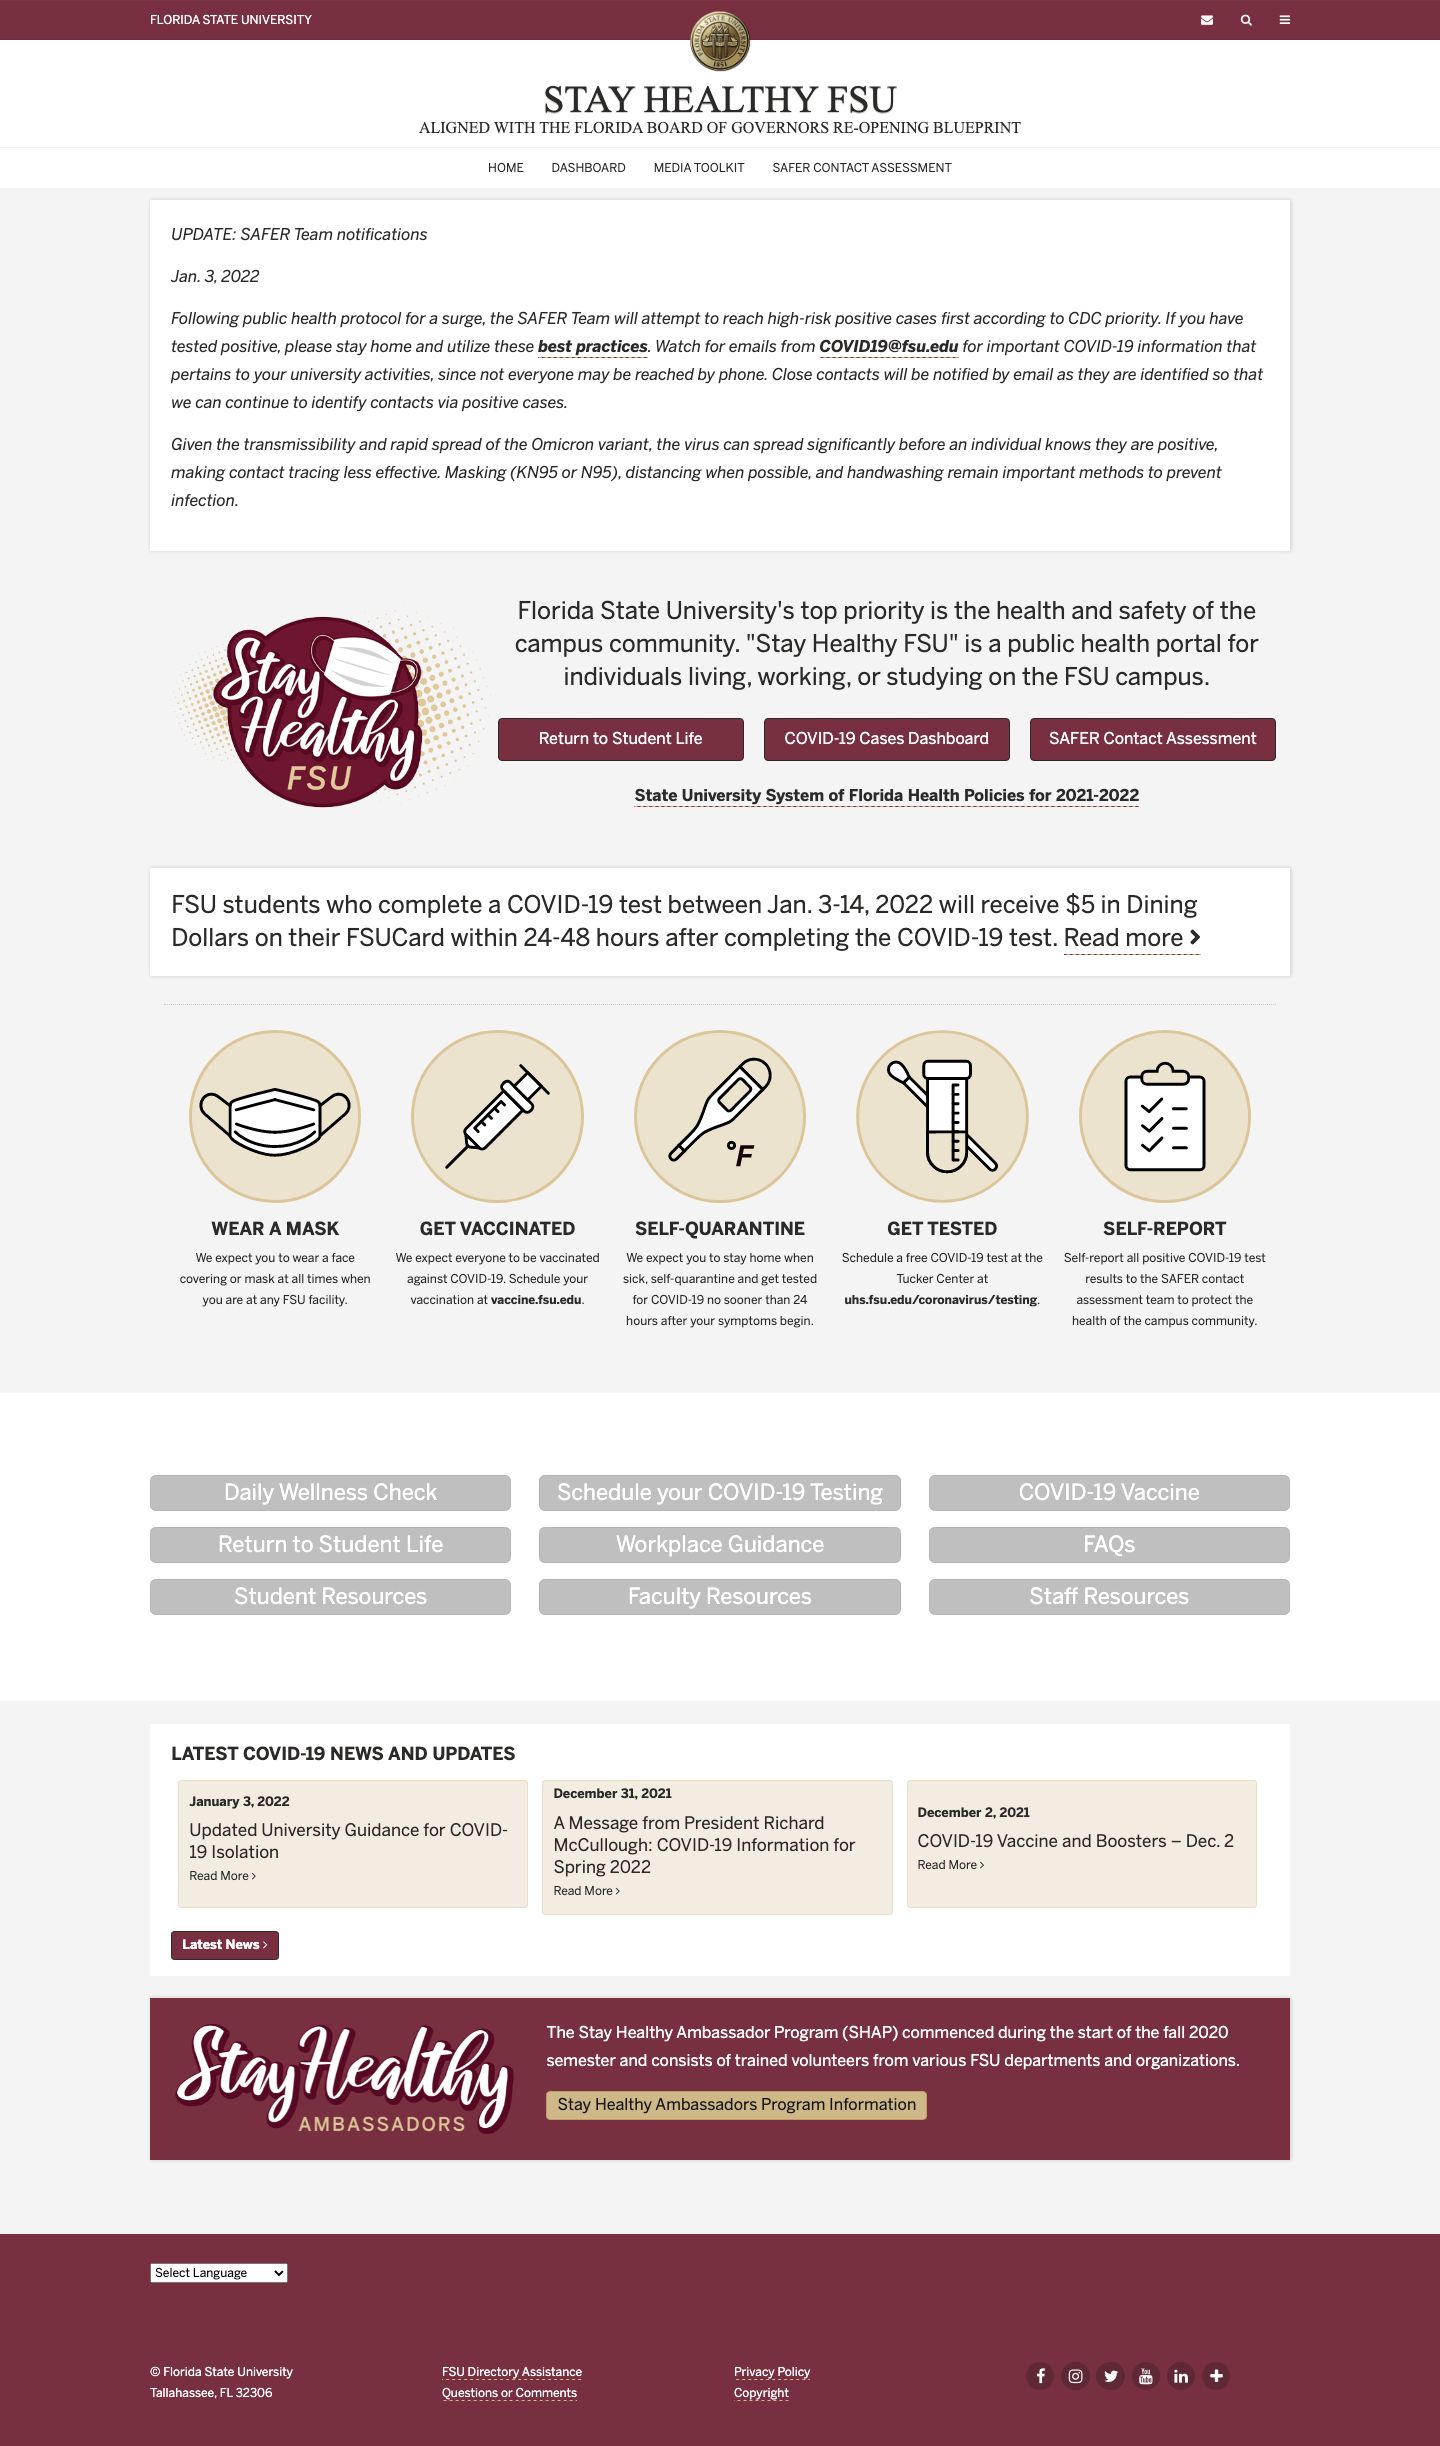 FLORIDA STATE UNIVERSITY
STAY HEALTHY FSU
ALIGNED WITH THE FLORIDA BOARD OF GOVERNORS RE-OPENING BLUEPRINT
HOME DASHBOARD MEDIA TOOLKIT SAFER CONTACT ASSESSMENT
UPDATE: SAFER Team notifications
Jan. 3, 2022
Following public health protocol for a surge, the SAFER Team will attempt to reach high-risk positive cases first according to CDC priority. If you have
tested positive, please stay home and utilize these best practices. Watch for emails from COVID19@fsu.edu for important COVID-19 information that
pertains to your university activities, since not everyone may be reached by phone. Close contacts will be notified by email as they are identified so that
we can continue to identify contacts via positive cases.
Given the transmissibility and rapid spread of the Omicron variant, the virus can spread significantly before an individual knows they are positive,
making contact tracing less effective. Masking (KN95 or N95), distancing when possible, and handwashing remain important methods to prevent
infection.
Stay
Healthy
FSU
Florida State University's top priority is the health and safety of the
campus community. "Stay Healthy FSU" is a public health portal for
individuals living, working, or studying on the FSU campus.
Return to Student Life
COVID-19 Cases Dashboard
SAFER Contact Assessment
State University System of Florida Health Policies for 2021-2022
FSU students who complete a COVID-19 test between Jan. 3-14, 2022 will receive $5 in Dining
Dollars on their FSUCard within 24-48 hours after completing the COVID-19 test. Read more
°F
WEAR A MASK
We expect you to wear a face
covering or mask at all times when
you are at any FSU facility.
GET VACCINATED
We expect everyone to be vaccinated
against COVID-19. Schedule your
vaccination at vaccine.fsu.edu.
SELF-QUARANTINE
We expect you to stay home when
sick, self-quarantine and get tested
for COVID-19 no sooner than 24
hours after your symptoms begin.
GET TESTED
Schedule a free COVID-19 test at the
Tucker Center at
uhs.fsu.edu/coronavirus/testing.
SELF-REPORT
Self-report all positive COVID-19 test
results to the SAFER contact
assessment team to protect the
health of the campus community.
Daily Wellness Check
Schedule your COVID-19 Testing
COVID-19 Vaccine
Return to Student Life
Workplace Guidance
FAQs
Student Resources
Faculty Resources
Staff Resources
LATEST COVID-19 NEWS AND UPDATES
January 3, 2022
Updated University Guidance for COVID-
19 Isolation
Read More ›
December 31, 2021
A Message from President Richard
McCullough: COVID-19 Information for
Spring 2022
Read More ›
December 2, 2021
COVID-19 Vaccine and Boosters – Dec. 2
Read More ›
Latest News ›
Stay Healthy
AMBASSADORS
The Stay Healthy Ambassador Program (SHAP) commenced during the start of the fall 2020
semester and consists of trained volunteers from various FSU departments and organizations.
Stay Healthy Ambassadors Program Information
Select Language
© Florida State University
Tallahassee, FL 32306
FSU Directory Assistance
Questions or Comments
Privacy Policy
Copyright